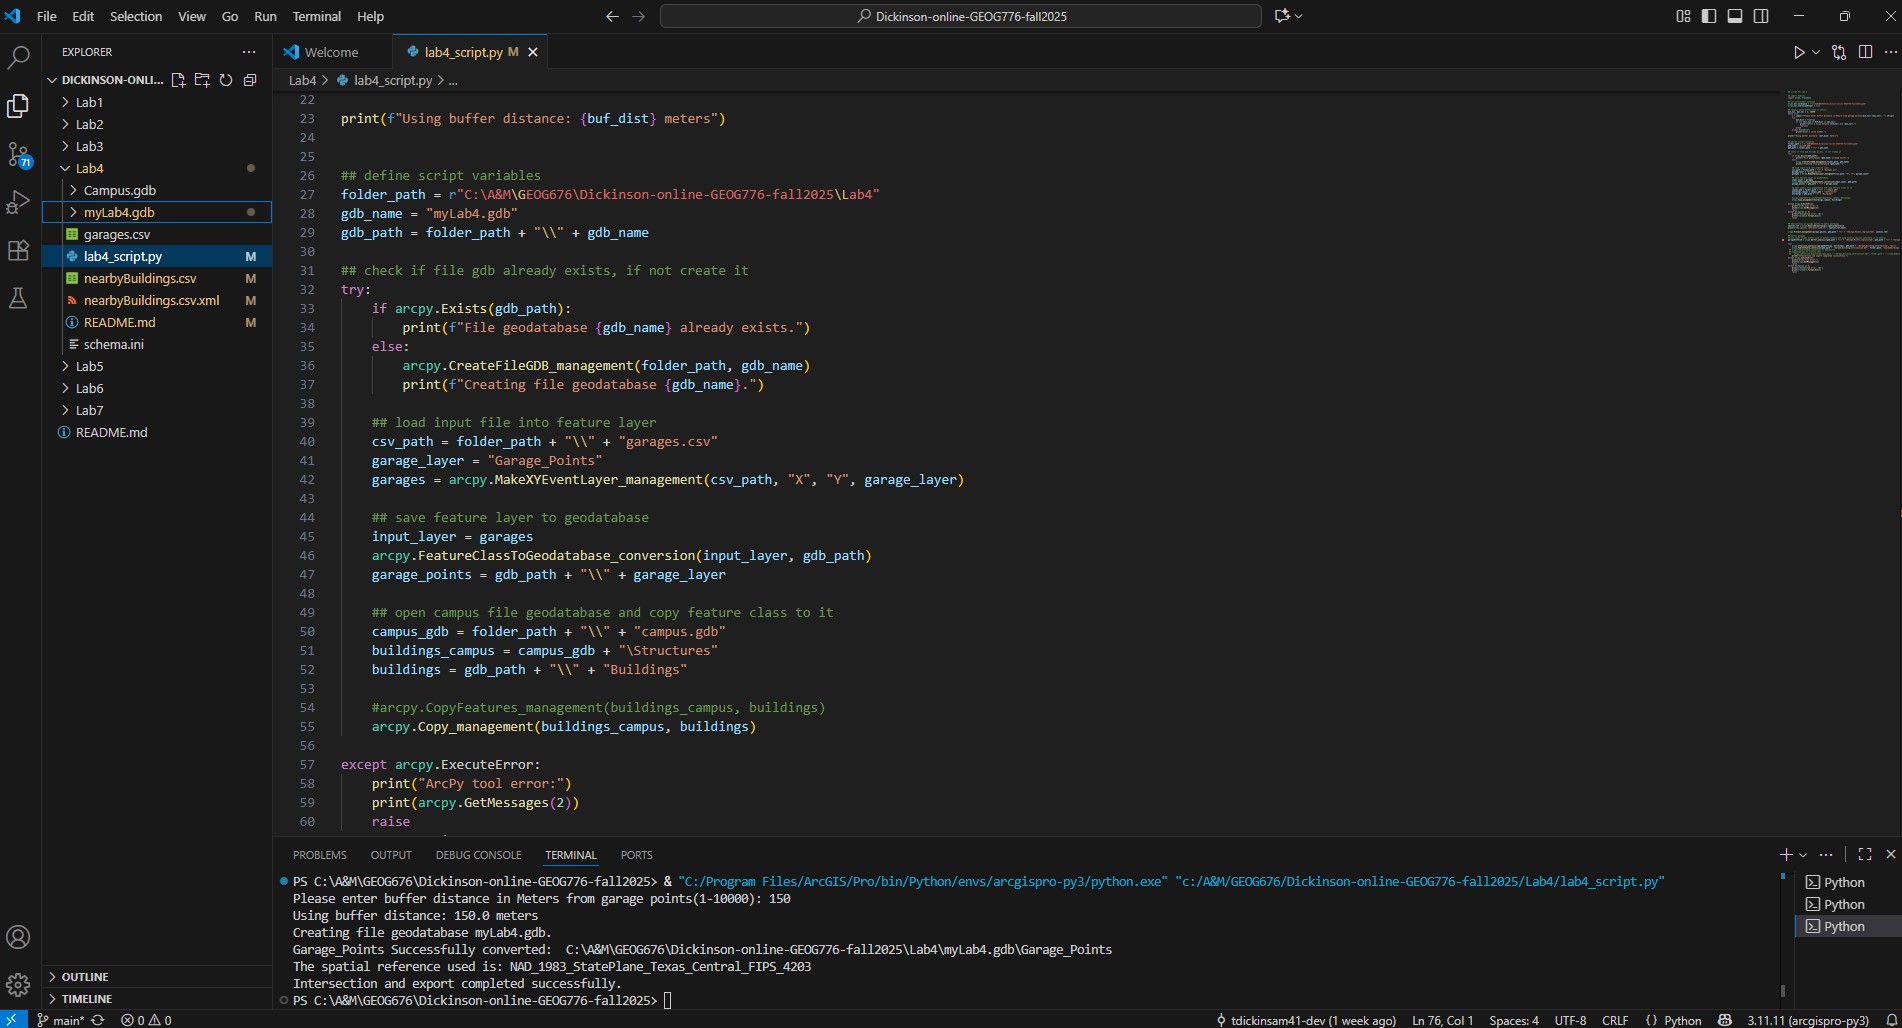 File Edit Selection View Go Run Terminal Help
Dickinson-online-GEOG776-fall2025
EXPLORER
DICKINSON-ONLI...
Lab1
Lab2
Lab3
Lab4
Campus.gdb
myLab4.gdb
garages.csv
lab4_script.py M
nearbyBuildings.csv M
nearbyBuildings.csv.xml M
README.md M
schema.ini
Lab5
Lab6
Lab7
README.md
71
OUTLINE
TIMELINE
Welcome lab4_script.py M
Lab4 > lab4_script.py > ...
22
23 print(f"Using buffer distance: {buf_dist} meters")
24
25
26 ## define script variables
27 folder_path = r"C:\A&M\GEOG676\Dickinson-online-GEOG776-fall2025\Lab4"
28 gdb_name = "myLab4.gdb"
29 gdb_path = folder_path + "\\" + gdb_name
30
31 ## check if file gdb already exists, if not create it
32 try:
33 if arcpy.Exists(gdb_path):
34 print(f"File geodatabase {gdb_name} already exists.")
35 else:
36 arcpy.CreateFileGDB_management(folder_path, gdb_name)
37 print(f"Creating file geodatabase {gdb_name}.")
38
39 ## load input file into feature layer
40 csv_path = folder_path + "\\" + "garages.csv"
41 garage_layer = "Garage_Points"
42 garages = arcpy.MakeXYEventLayer_management(csv_path, "X", "Y", garage_layer)
43
44 ## save feature layer to geodatabase
45 input_layer = garages
46 arcpy.FeatureClassToGeodatabase_conversion(input_layer, gdb_path)
47 garage_points = gdb_path + "\\" + garage_layer
48
49 ## open campus file geodatabase and copy feature class to it
50 campus_gdb = folder_path + "\\" + "campus.gdb"
51 buildings_campus = campus_gdb + "\Structures"
52 buildings = gdb_path + "\\" + "Buildings"
53
54 #arcpy.CopyFeatures_management(buildings_campus, buildings)
55 arcpy.Copy_management(buildings_campus, buildings)
56
57 except arcpy.ExecuteError:
58 print("ArcPy tool error:")
59 print(arcpy.GetMessages(2))
60 raise
PROBLEMS OUTPUT DEBUG CONSOLE TERMINAL PORTS
PS C:\A&M\GEOG676\Dickinson-online-GEOG776-fall2025> & "C:/Program Files/ArcGIS/Pro/bin/Python/envs/arcgispro-py3/python.exe" "c:/A&M/GEOG676/Dickinson-online-GEOG776-fall2025/Lab4/lab4_script.py"
Please enter buffer distance in Meters from garage points(1-10000): 150
Using buffer distance: 150.0 meters
Creating file geodatabase myLab4.gdb.
Garage_Points Successfully converted:  C:\A&M\GEOG676\Dickinson-online-GEOG776-fall2025\Lab4\myLab4.gdb\Garage_Points
The spatial reference used is: NAD_1983_StatePlane_Texas_Central_FIPS_4203
Intersection and export completed successfully.
PS C:\A&M\GEOG676\Dickinson-online-GEOG776-fall2025>
Python
Python
Python
main* 0 0 tdickinsam41-dev (1 week ago) Ln 76, Col 1 Spaces: 4 UTF-8 CRLF { } Python 3.11.11 (arcgispro-py3)